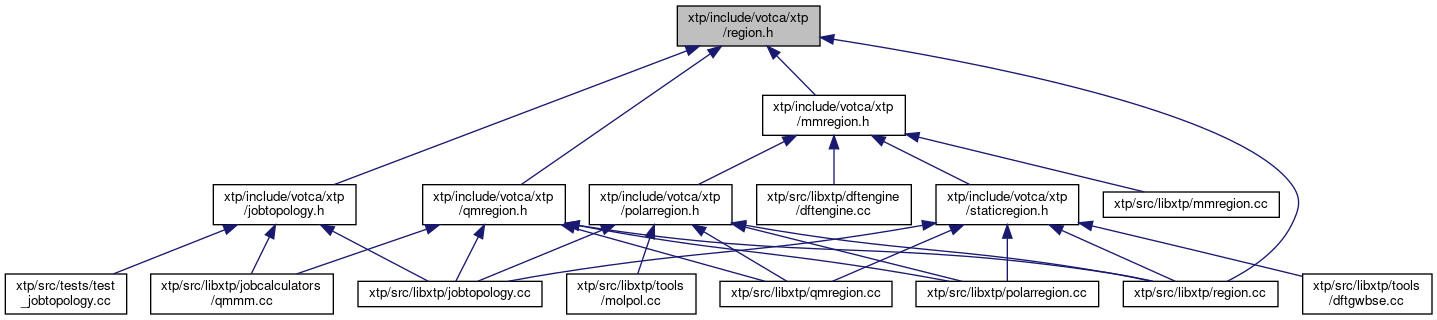 xtp/include/votca/xtp
/region.h
xtp/include/votca/xtp
/mmregion.h
xtp/include/votca/xtp
/jobtopology.h
xtp/include/votca/xtp
/qmregion.h
xtp/include/votca/xtp
/polarregion.h
xtp/src/libxtp/dftengine
/dftengine.cc
xtp/include/votca/xtp
/staticregion.h
xtp/src/libxtp/mmregion.cc
xtp/src/tests/test
_jobtopology.cc
xtp/src/libxtp/jobcalculators
/qmmm.cc
xtp/src/libxtp/jobtopology.cc
xtp/src/libxtp/tools
/molpol.cc
xtp/src/libxtp/qmregion.cc
xtp/src/libxtp/polarregion.cc
xtp/src/libxtp/region.cc
xtp/src/libxtp/tools
/dftgwbse.cc